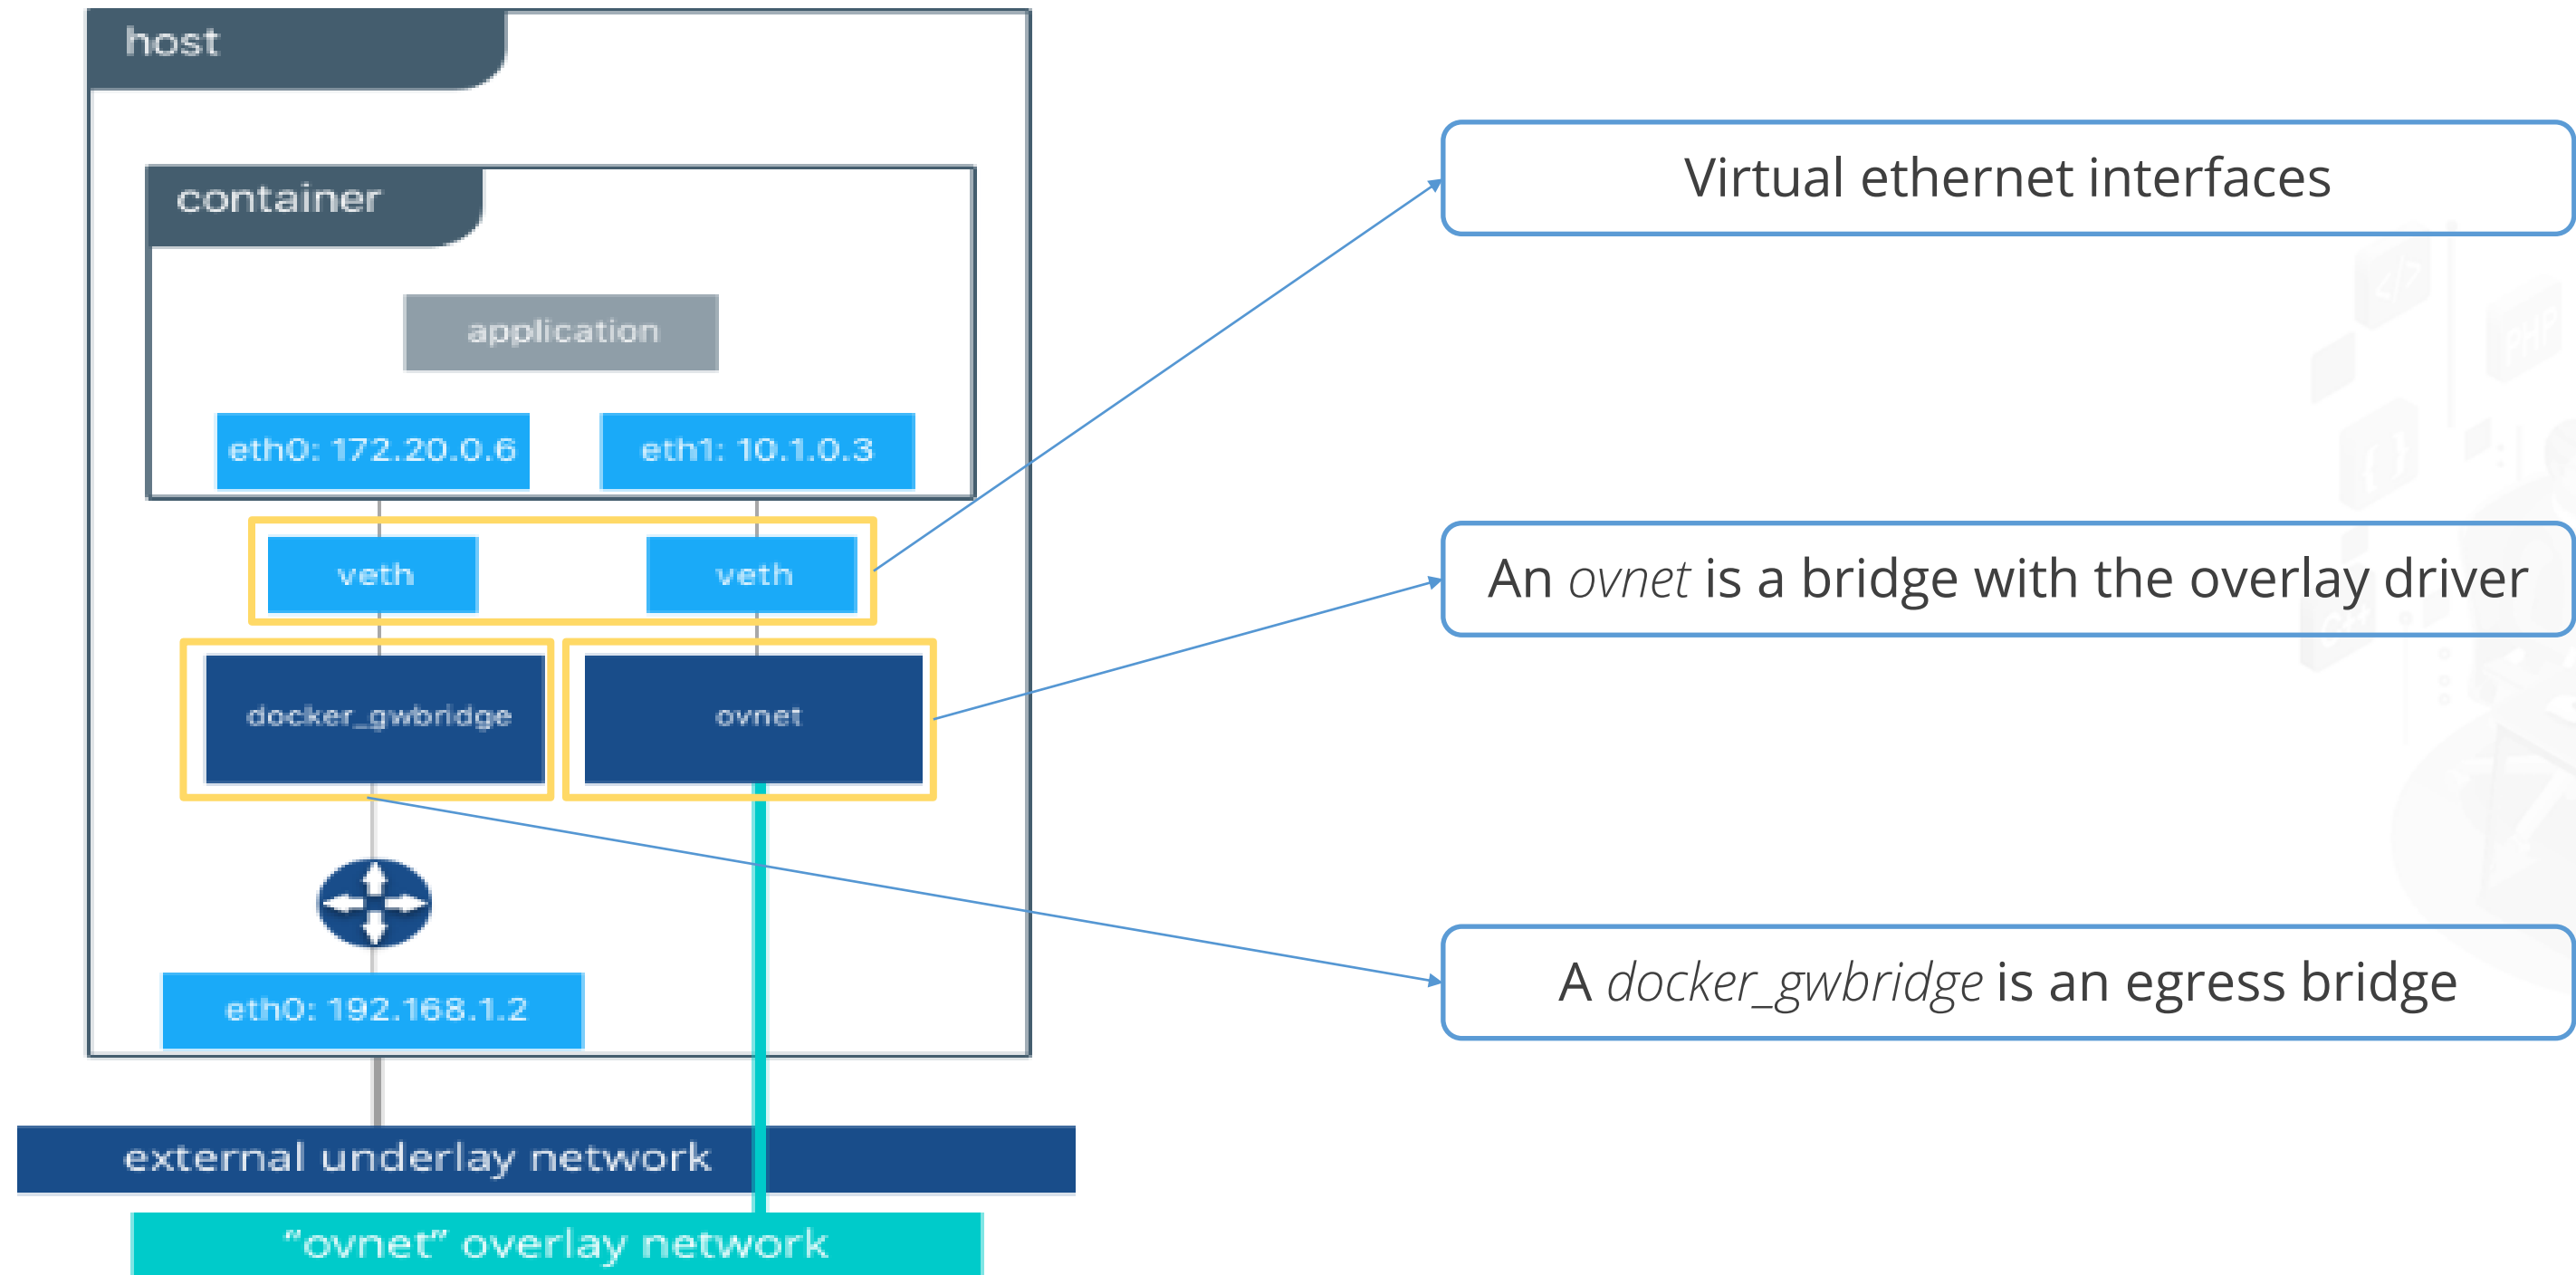 host
container
application
eth0: 172.20.0.6
eth1: 10.1.0.3
veth
veth
docker_gwbridge
ovnet
eth0: 192.168.1.2
external underlay network
"ovnet" overlay network
Virtual ethernet interfaces
An ovnet is a bridge with the overlay driver
A docker_gwbridge is an egress bridge